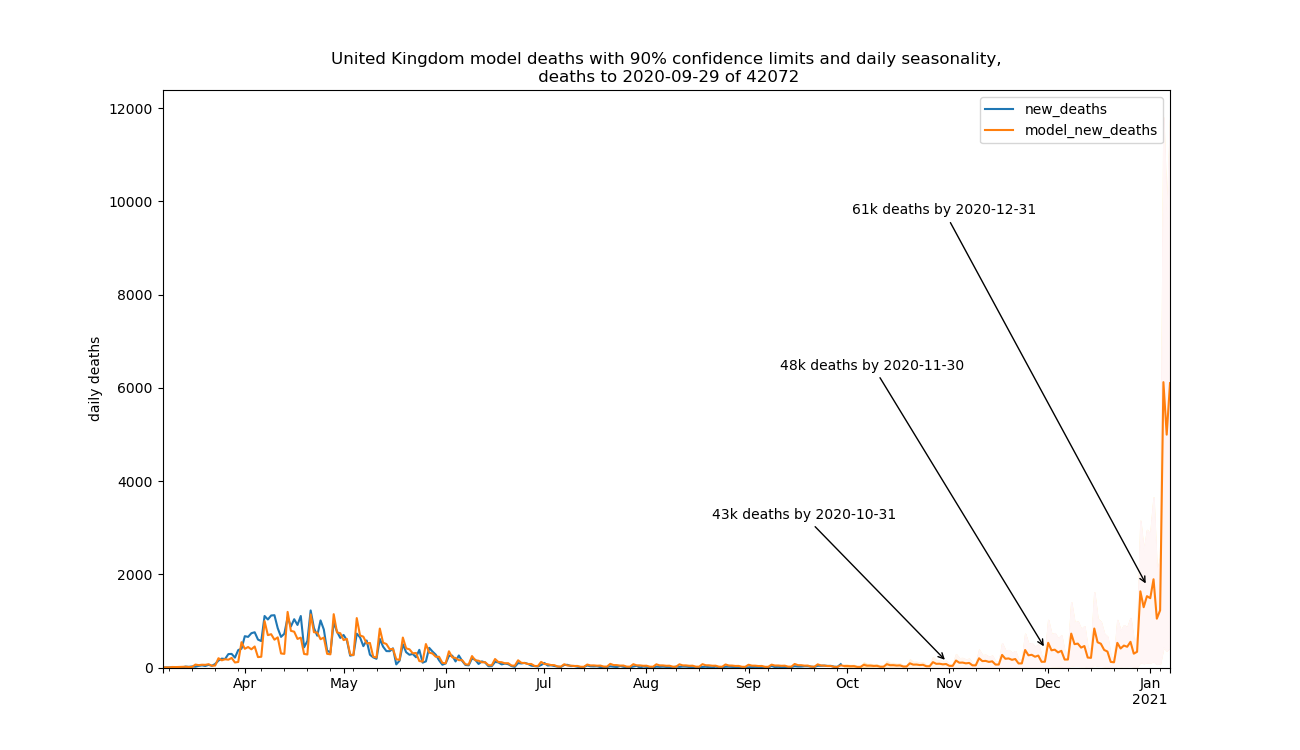 United Kingdom model deaths with 90% confidence limits and daily seasonality,
deaths to 2020-09-29 of 42072
new_deaths
model_new_deaths
daily deaths
12000
10000
8000
6000
4000
2000
0
61k deaths by 2020-12-31
48k deaths by 2020-11-30
43k deaths by 2020-10-31
Apr May Jun Jul Aug Sep Oct Nov Dec Jan
2021